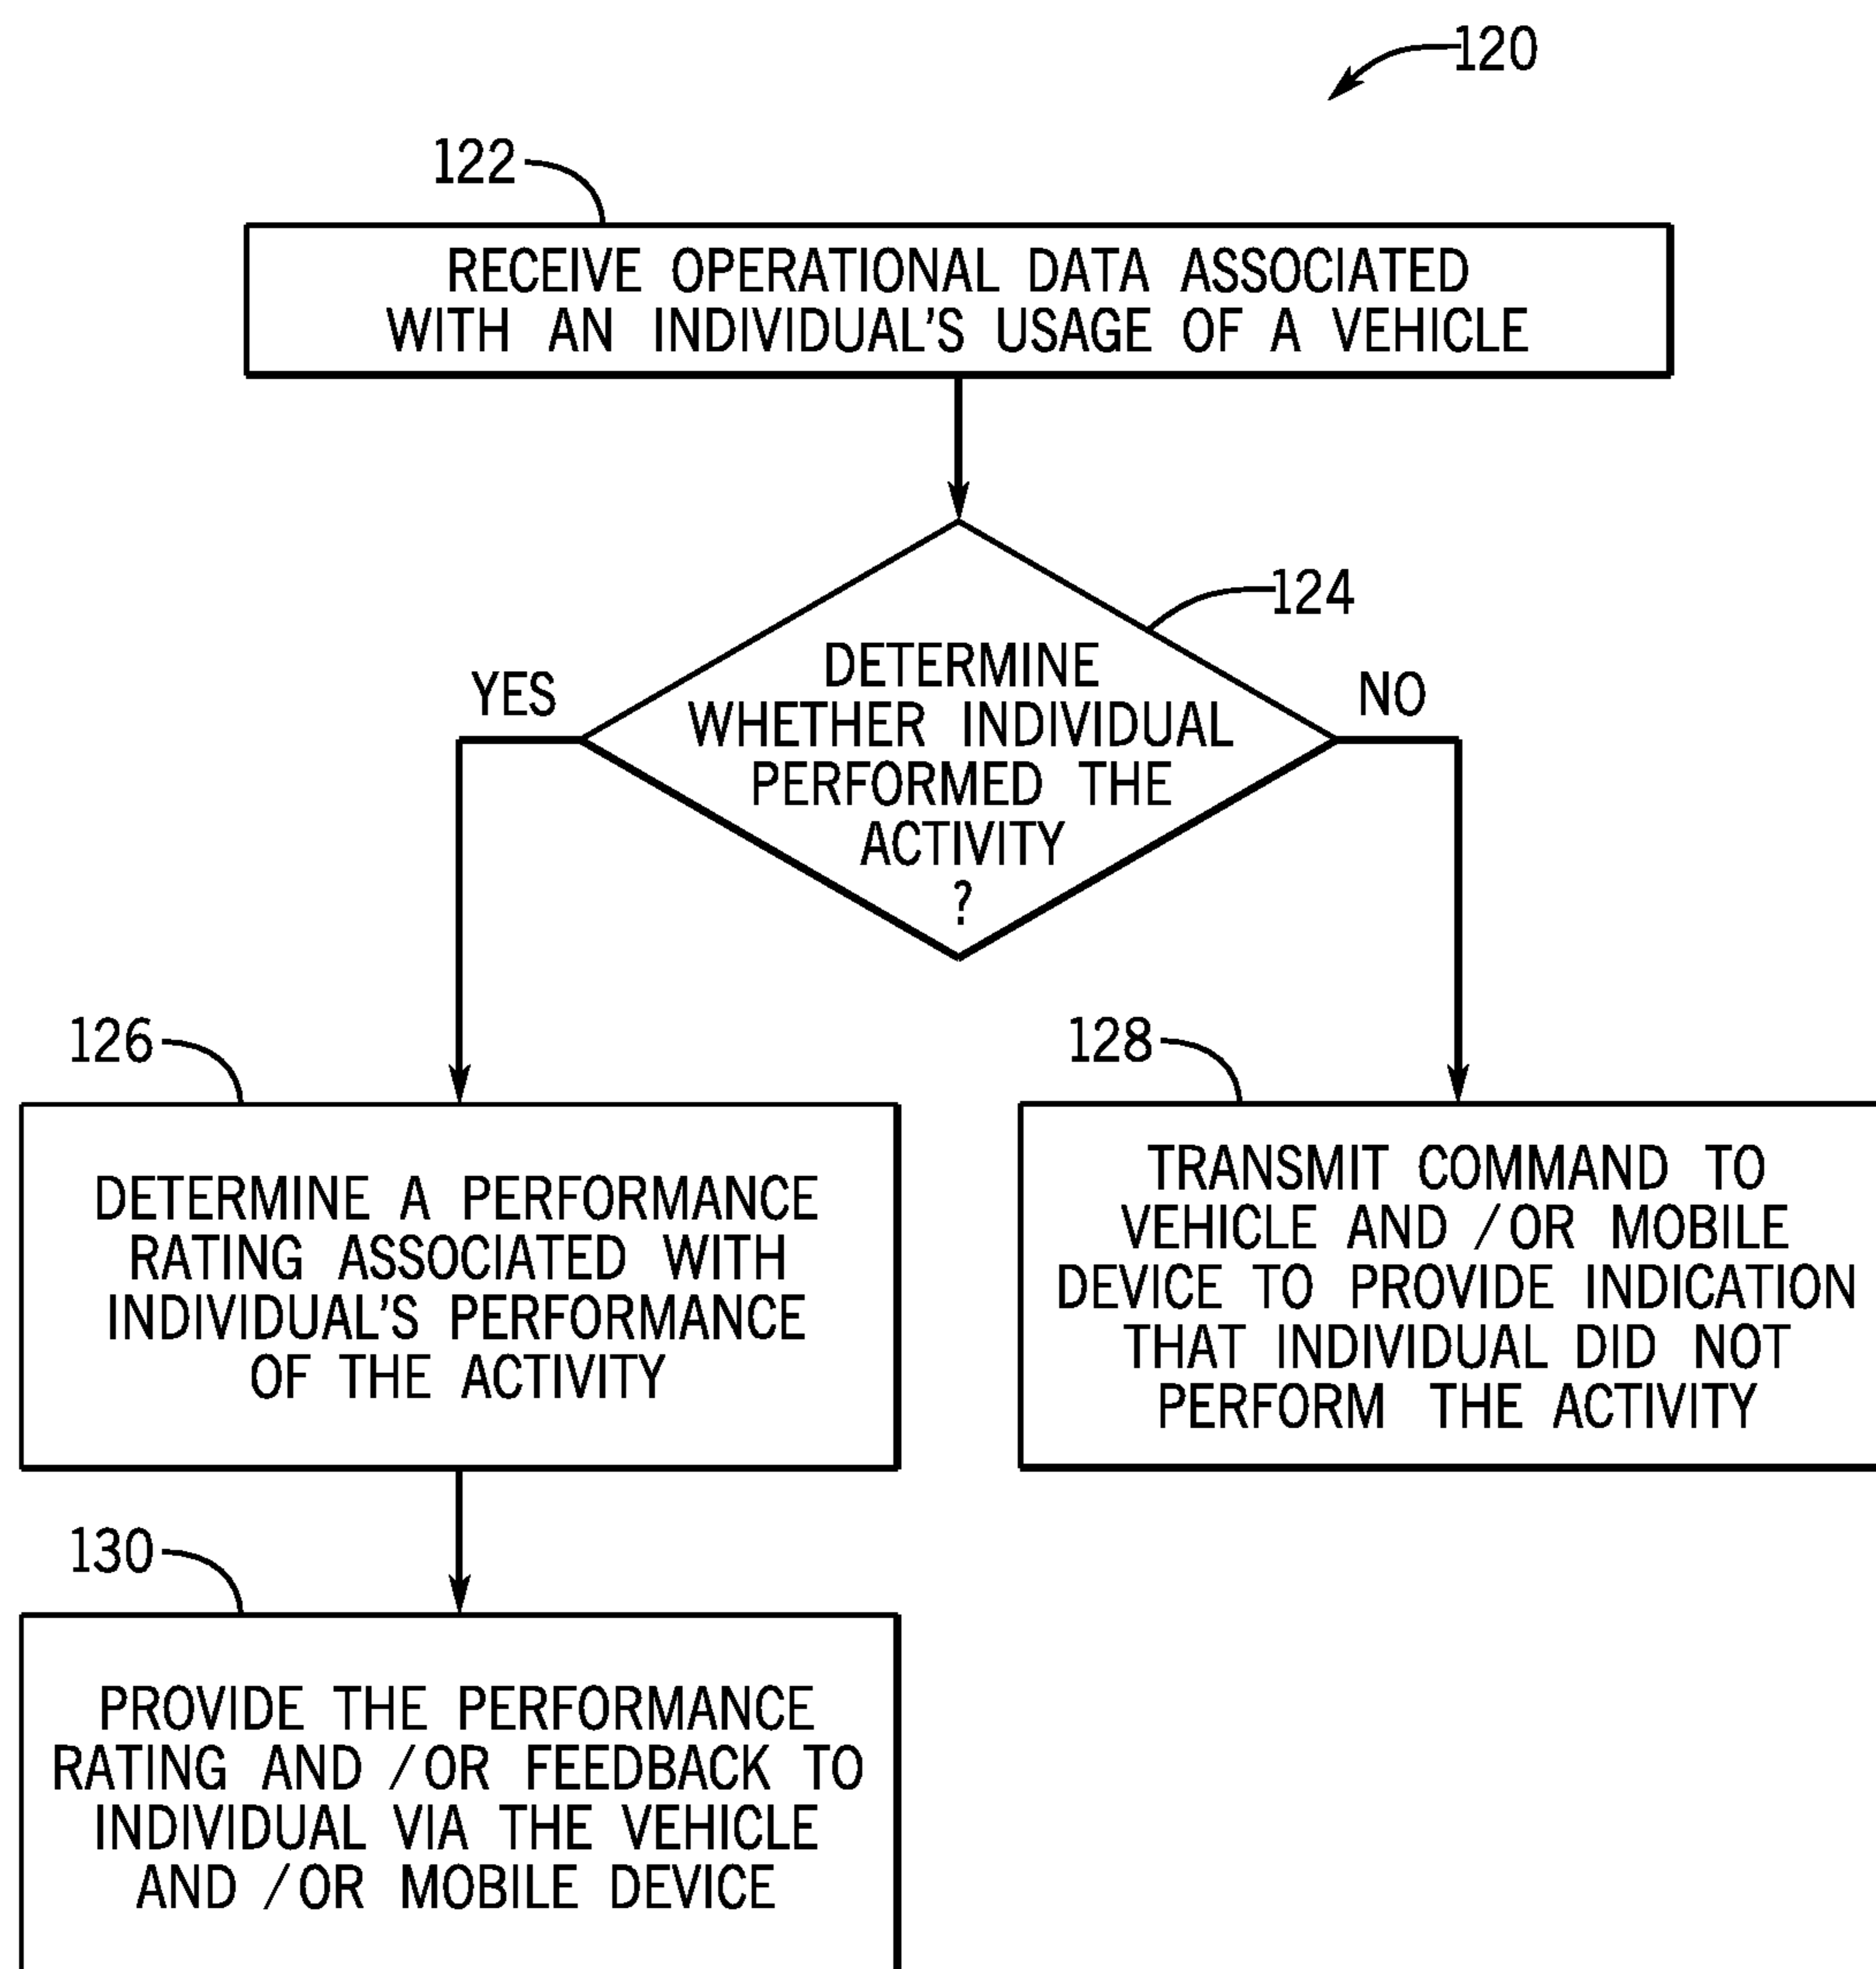 120
122
RECEIVE OPERATIONAL DATA ASSOCIATED
WITH AN INDIVIDUAL'S USAGE OF A VEHICLE
124
DETERMINE
WHETHER INDIVIDUAL
PERFORMED THE
ACTIVITY
?
YES
NO
126
DETERMINE A PERFORMANCE
RATING ASSOCIATED WITH
INDIVIDUAL'S PERFORMANCE
OF THE ACTIVITY
128
TRANSMIT COMMAND TO
VEHICLE AND /OR MOBILE
DEVICE TO PROVIDE INDICATION
THAT INDIVIDUAL DID NOT
PERFORM THE ACTIVITY
130
PROVIDE THE PERFORMANCE
RATING AND /OR FEEDBACK TO
INDIVIDUAL VIA THE VEHICLE
AND /OR MOBILE DEVICE